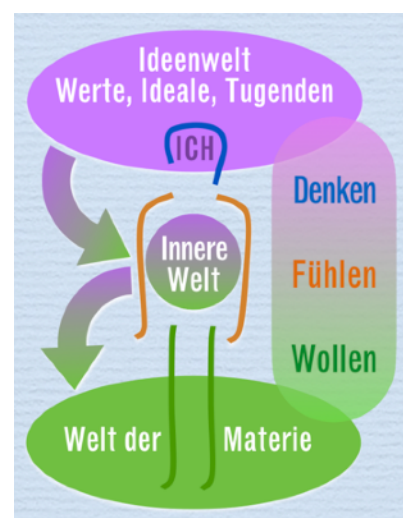 Ideenwelt
Werte, Ideale, Tugenden
ICH
Denken
Innere
Welt
Fühlen
Wollen
Welt der Materie